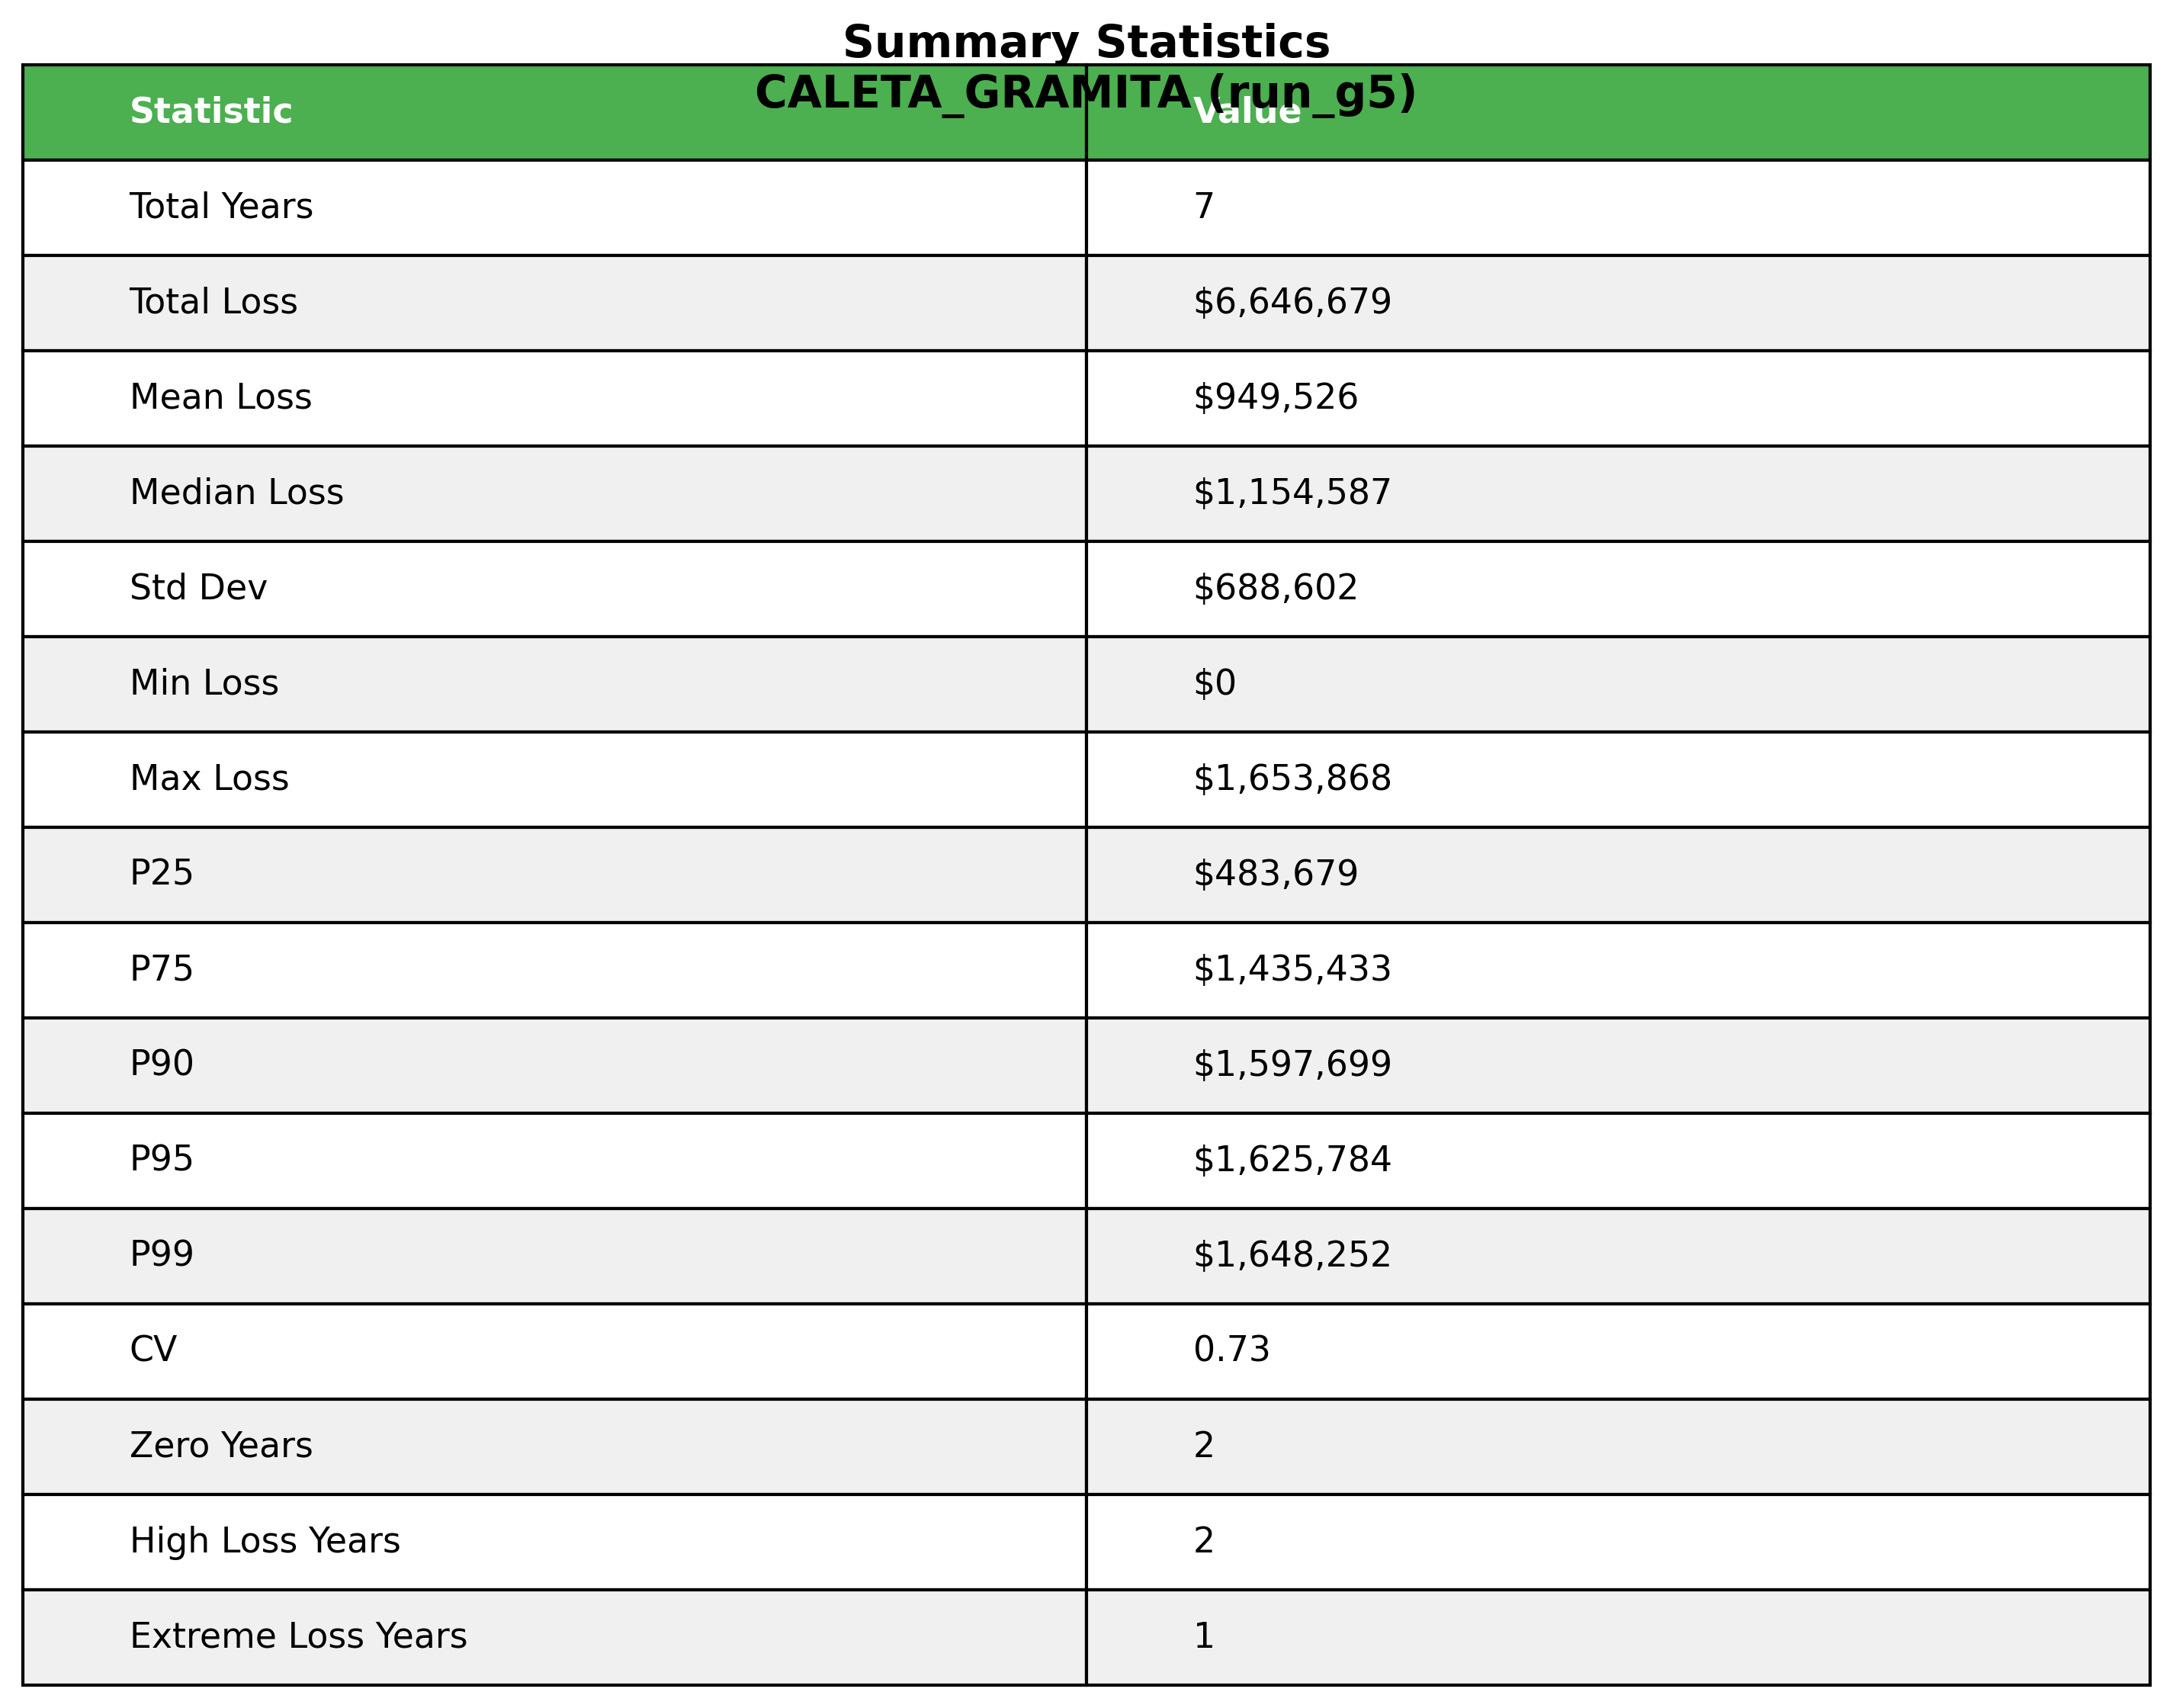 Summary Statistics
CALETA_GRAMITA (run_g5)
Statistic Value
Total Years 7
Total Loss $6,646,679
Mean Loss $949,526
Median Loss $1,154,587
Std Dev $688,602
Min Loss $0
Max Loss $1,653,868
P25 $483,679
P75 $1,435,433
P90 $1,597,699
P95 $1,625,784
P99 $1,648,252
CV 0.73
Zero Years 2
High Loss Years 2
Extreme Loss Years 1